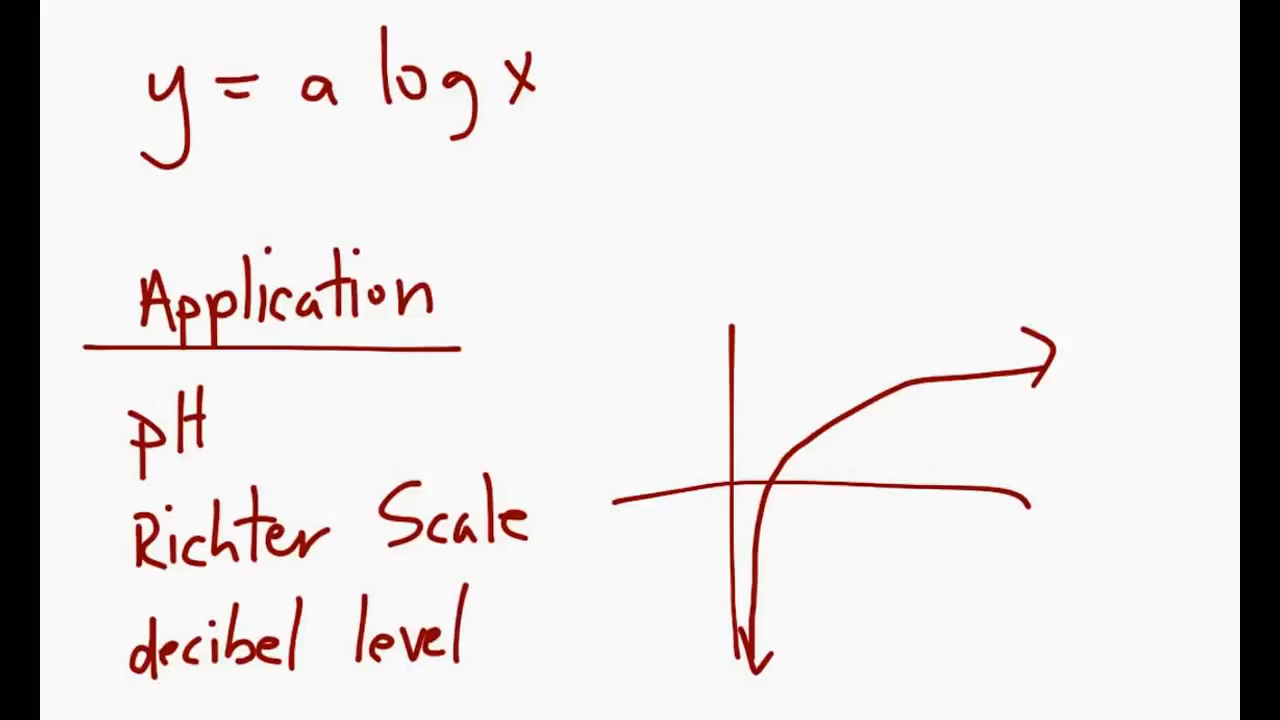 y = a log x
Application
pH
Richter Scale
decibel level